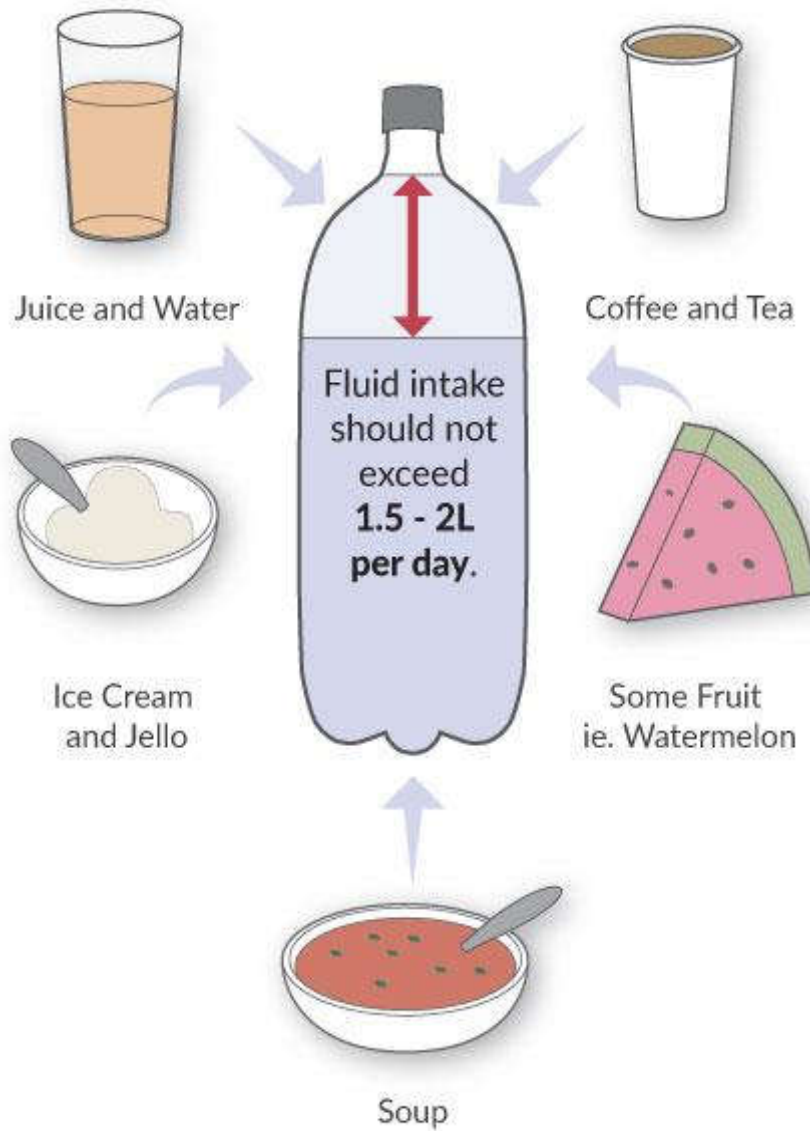 Juice and Water
Coffee and Tea
Fluid intake
should not
exceed
1.5 - 2L
per day.
Ice Cream
and Jello
Some Fruit
ie. Watermelon
Soup